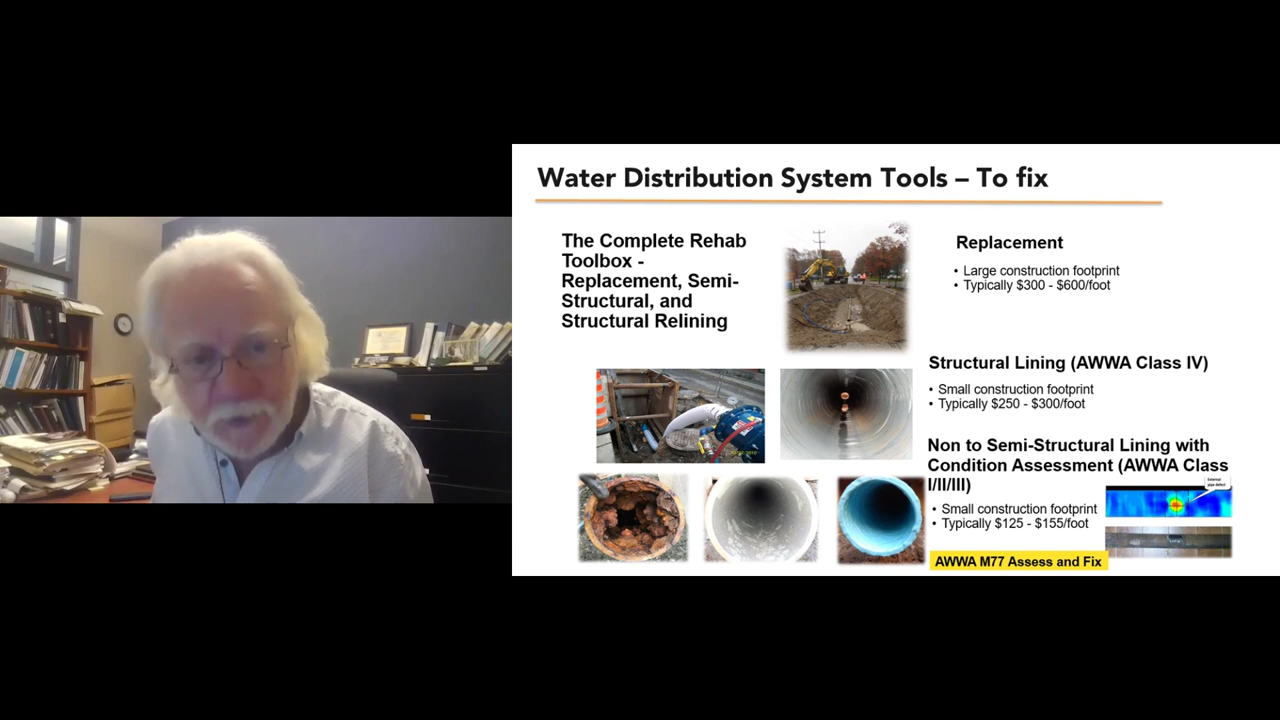 Water Distribution System Tools – To fix
The Complete Rehab
Toolbox -
Replacement, Semi-
Structural, and
Structural Relining
Replacement
• Large construction footprint
• Typically $300 - $600/foot
Structural Lining (AWWA Class IV)
• Small construction footprint
• Typically $250 - $300/foot
Non to Semi-Structural Lining with
Condition Assessment (AWWA Class
I/II/III)
• Small construction footprint
• Typically $125 - $155/foot
External
pipe defect
AWWA M77 Assess and Fix